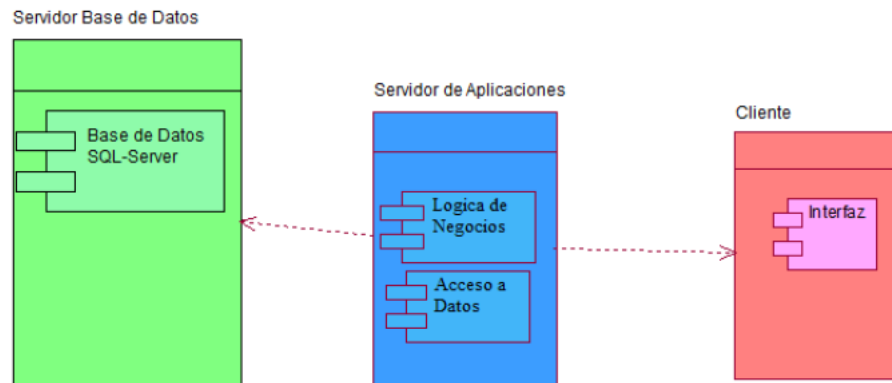 Servidor Base de Datos
Base de Datos
SQL-Server
Servidor de Aplicaciones
Logica de
Negocios
Acceso a
Datos
Cliente
Interfaz